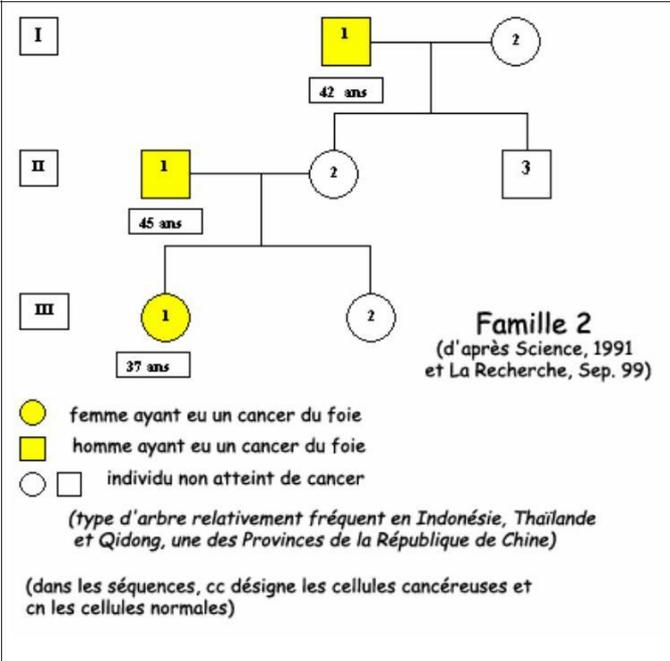 I
1
2
42 ans
II
1
2
3
45 ans
III
1
2
37 ans
Famille 2
(d'après Science, 1991
et La Recherche, Sep. 99)
femme ayant eu un cancer du foie
homme ayant eu un cancer du foie
individu non atteint de cancer
(type d'arbre relativement fréquent en Indonésie, Thaïlande
et Qidong, une des Provinces de la République de Chine)
(dans les séquences, cc désigne les cellules cancéreuses et
cn les cellules normales)